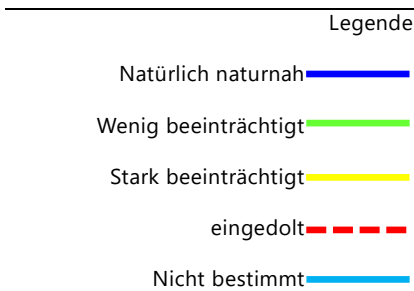 Legende
Natürlich naturnah
Wenig beeinträchtigt
Stark beeinträchtigt
eingedolt
Nicht bestimmt